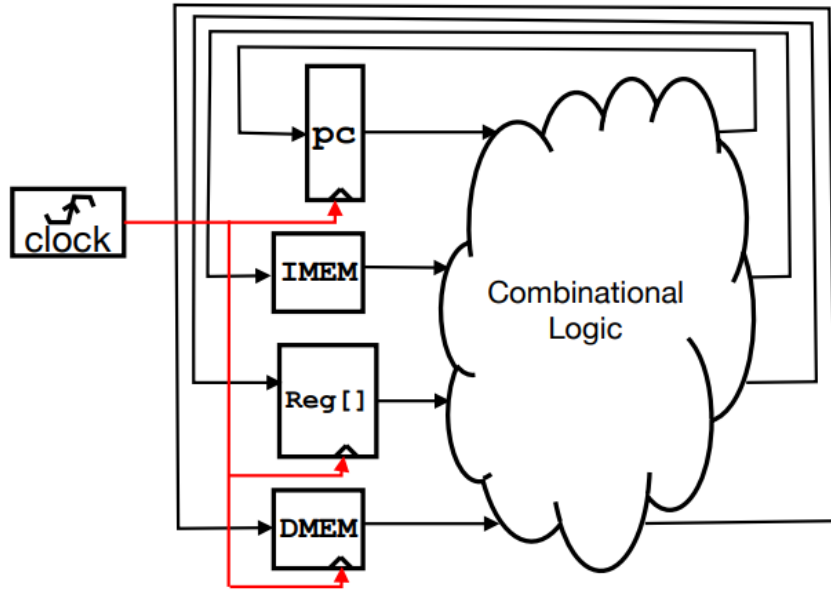 pc
clock
IMEM
Combinational
Logic
Reg[]
DMEM